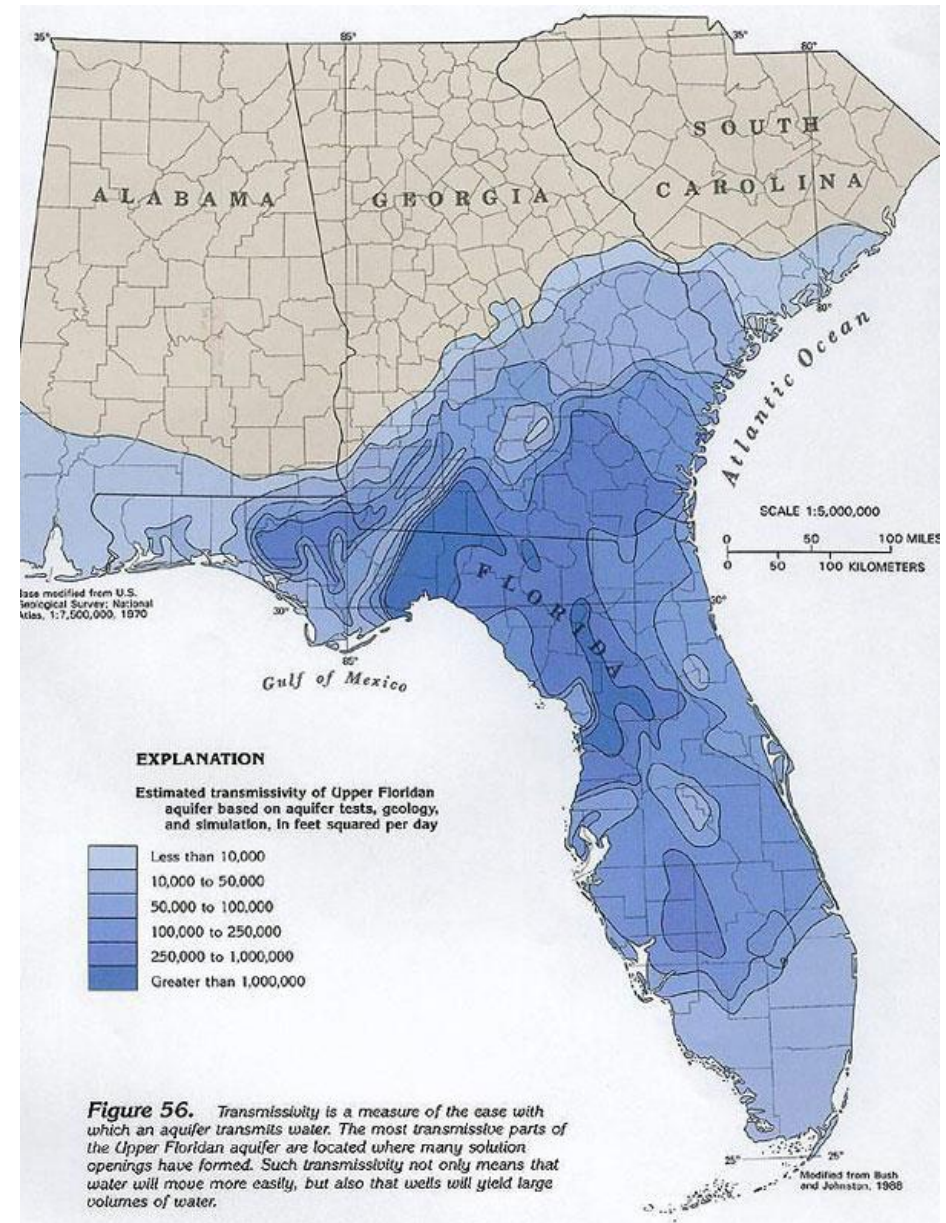 35°
85°
35°
80°
SOUTH
CAROLINA
ALABAMA
GEORGIA
80°
Atlantic Ocean
SCALE 1:5,000,000
0 50 100 MILES
0 50 100 KILOMETERS
Base modified from U.S.
Geological Survey: National
Atlas, 1:7,500,000, 1970
30°
FLORIDA
30°
85°
Gulf of Mexico
EXPLANATION
Estimated transmissivity of Upper Floridan
aquifer based on aquifer tests, geology,
and simulation, in feet squared per day
Less than 10,000
10,000 to 50,000
50,000 to 100,000
100,000 to 250,000
250,000 to 1,000,000
Greater than 1,000,000
Figure 56. Transmissivity is a measure of the ease with
which an aquifer transmits water. The most transmissive parts of
the Upper Floridan aquifer are located where many solution
openings have formed. Such transmissivity not only means that
water will move more easily, but also that wells will yield large
volumes of water.
25° 25°
Modified from Bush
and Johnston, 1988